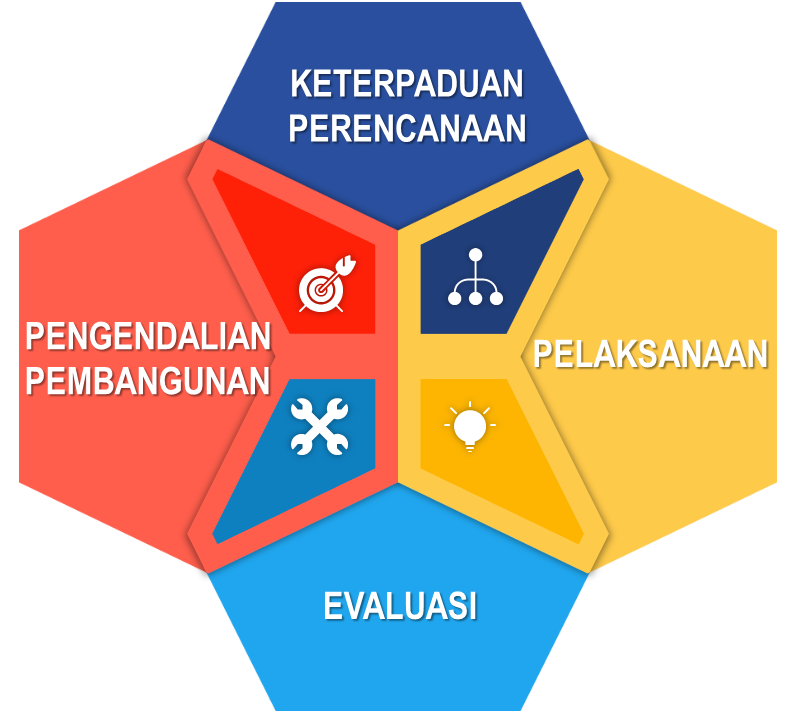 KETERPADUAN
PERENCANAAN
PENGENDALIAN
PEMBANGUNAN
PELAKSANAAN
EVALUASI